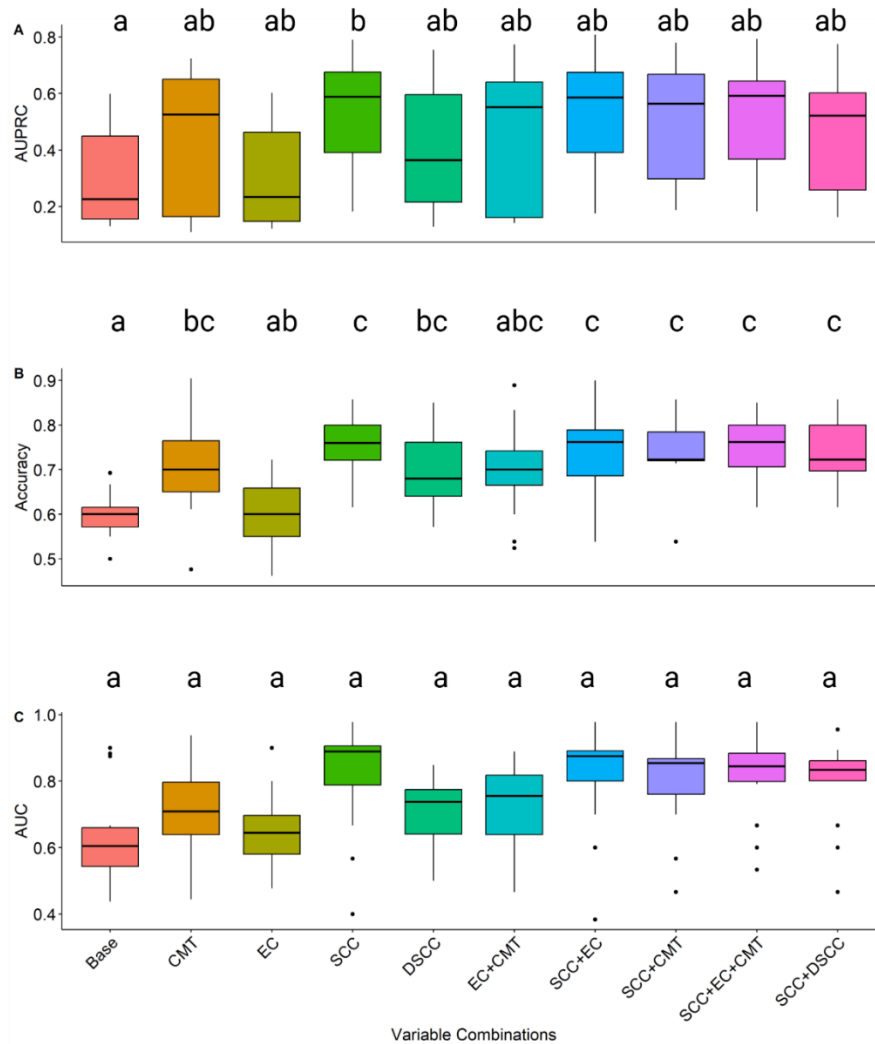 A
a ab ab b ab ab ab ab ab ab
0.8
0.6
0.4
0.2
AUPRC
a bc ab c bc abc c c c c
B
0.9
0.8
0.7
0.6
0.5
Accuracy
a a a a a a a a a a
C
1.0
0.8
0.6
0.4
AUC
Base CMT EC SCC DSCC EC+CMT SCC+EC SCC+CMT SCC+EC+CMT SCC+DSCC
Variable Combinations